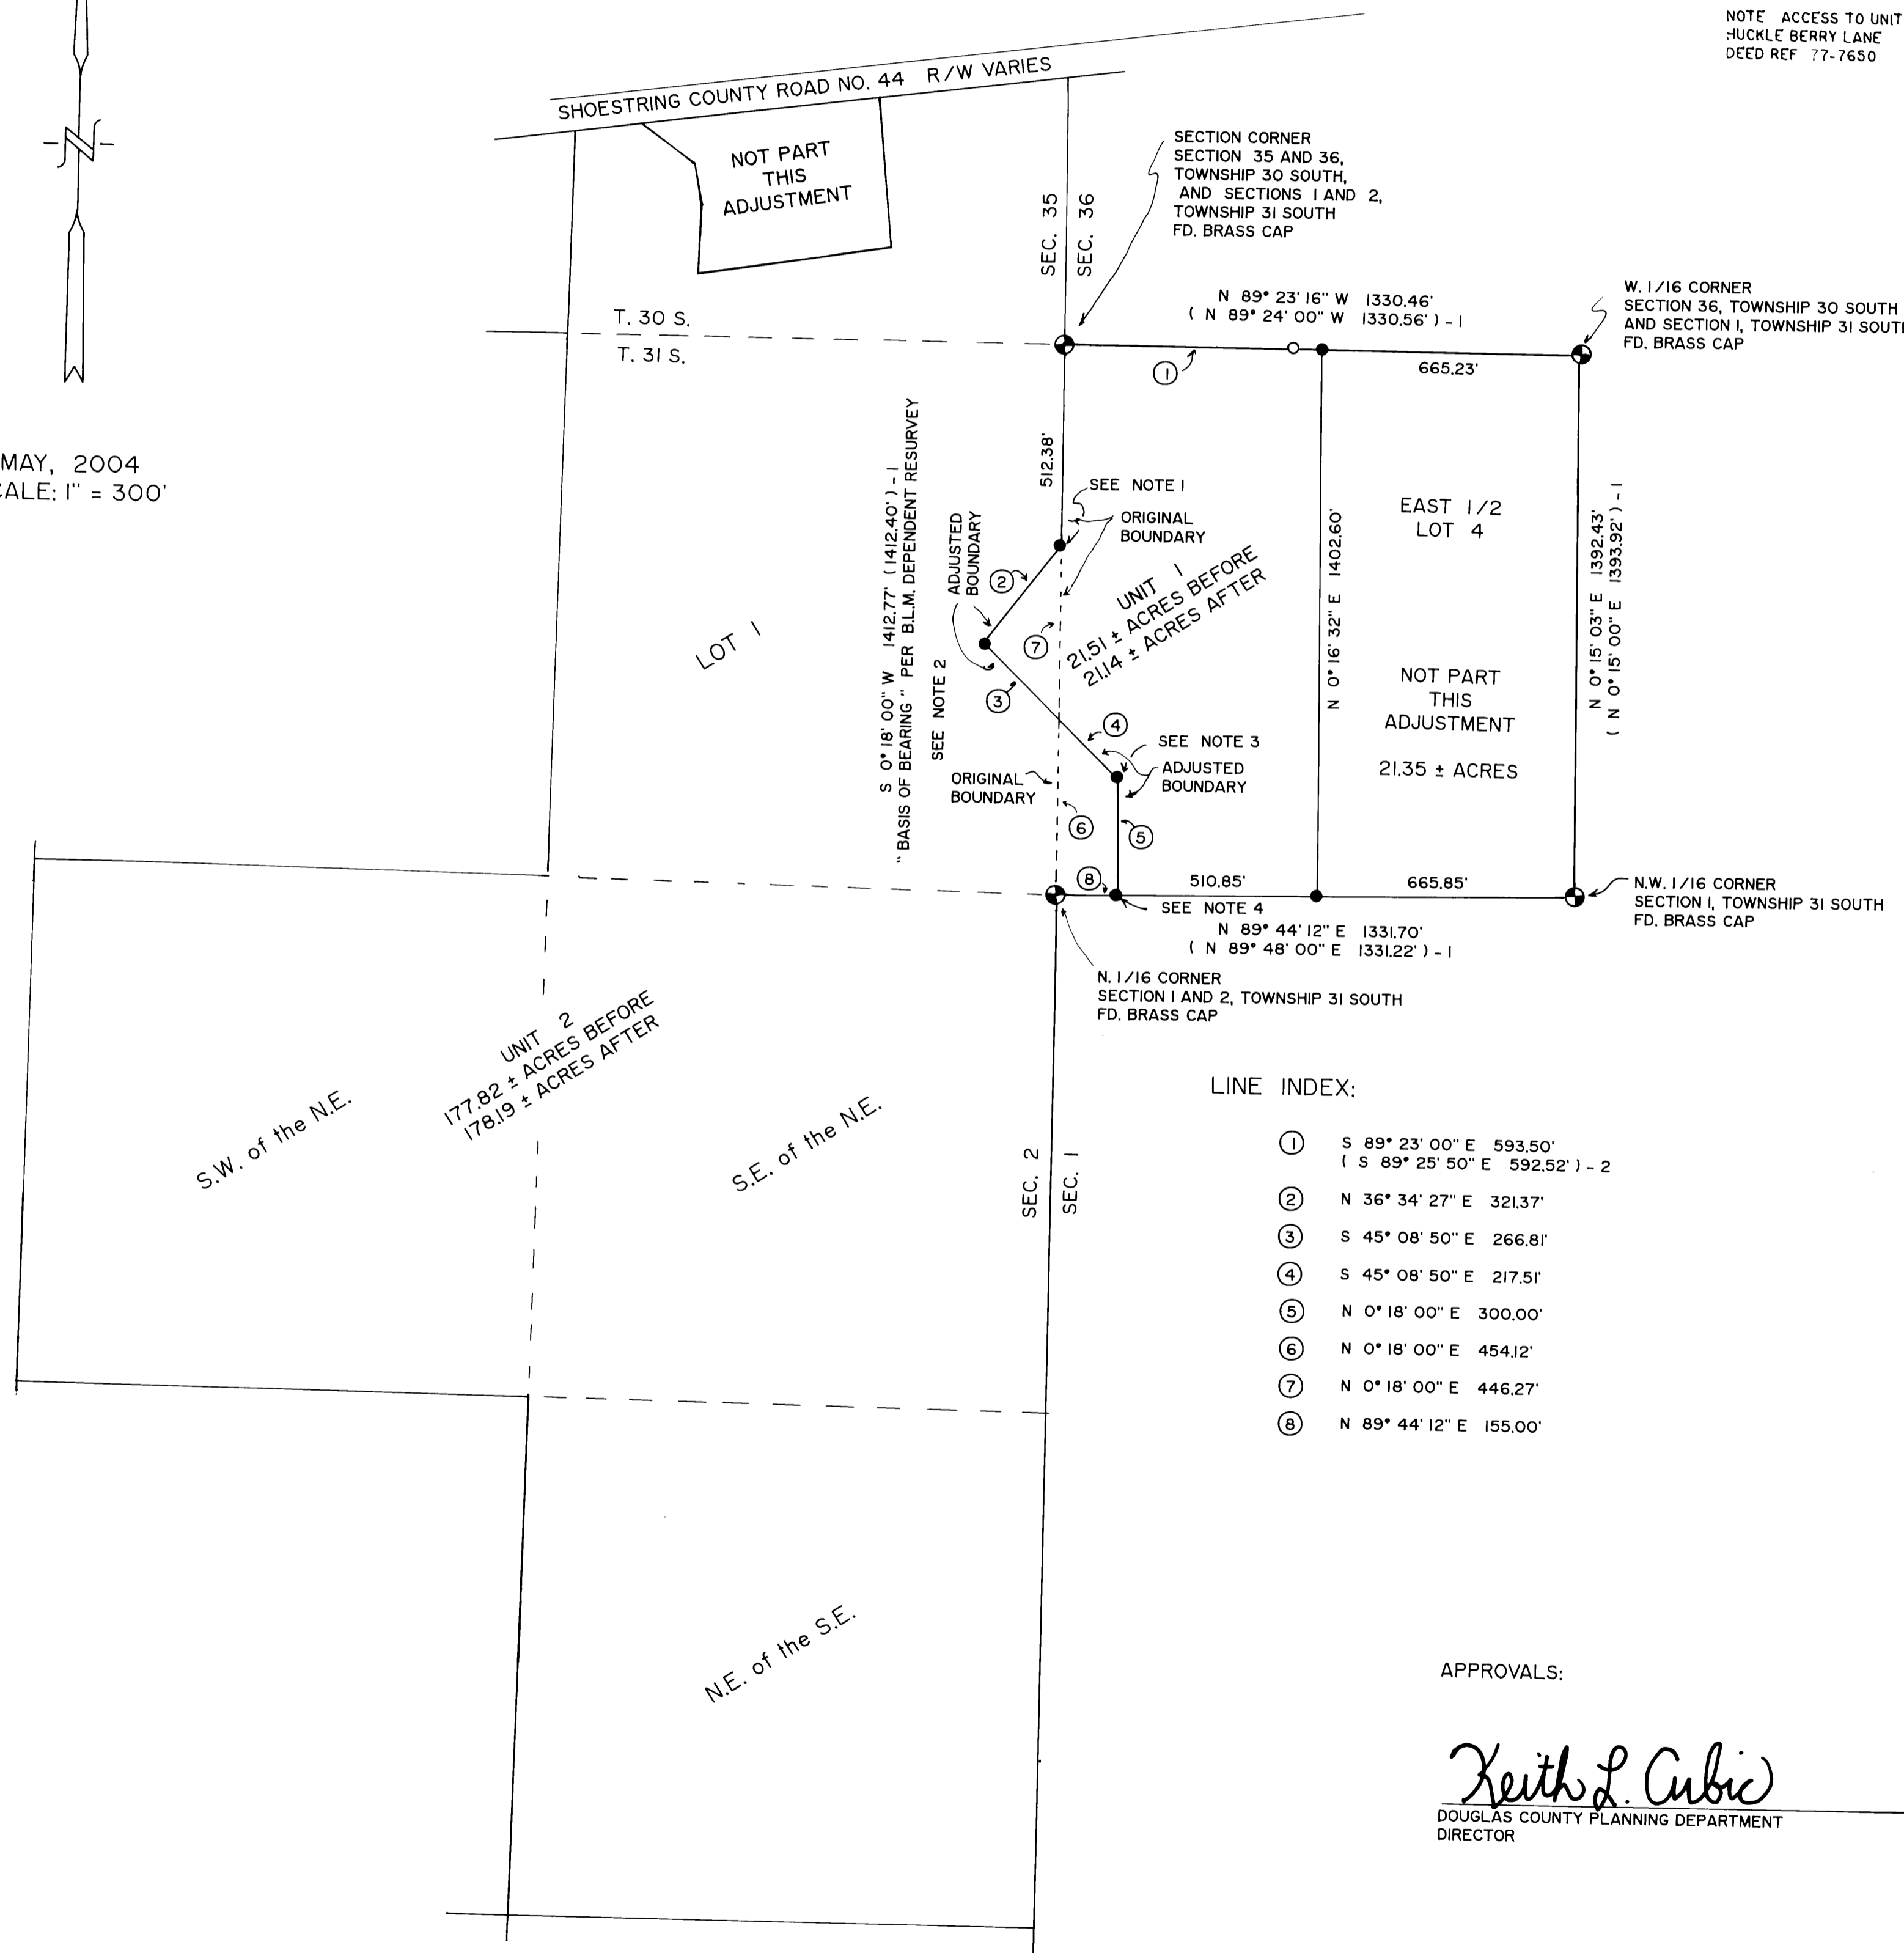 NOTE ACCESS TO UNIT
HUCKLE BERRY LANE
DEED REF 77-7650
SHOESTRING COUNTY ROAD NO. 44 R/W VARIES
N
NOT PART
THIS
ADJUSTMENT
SECTION CORNER
SECTION 35 AND 36,
TOWNSHIP 30 SOUTH,
AND SECTIONS 1 AND 2,
TOWNSHIP 31 SOUTH
FD. BRASS CAP
SEC. 35
SEC. 36
N 89° 23' 16" W 1330.46'
( N 89° 24' 00" W 1330.56' ) - 1
W. 1/16 CORNER
SECTION 36, TOWNSHIP 30 SOUTH
AND SECTION 1, TOWNSHIP 31 SOUTH
FD. BRASS CAP
T. 30 S.
T. 31 S.
1
665.23'
MAY, 2004
SCALE: 1" = 300'
512.38'
S 0° 18' 00" W 1412.77' ( 1412.40' ) - 1
" BASIS OF BEARING " PER B.L.M. DEPENDENT RESURVEY
SEE NOTE 2
SEE NOTE 1
ORIGINAL
BOUNDARY
ADJUSTED
BOUNDARY
2
7
3
4
UNIT 1
21.51 ± ACRES BEFORE
21.14 ± ACRES AFTER
N 0° 16' 32" E 1402.60'
EAST 1/2
LOT 4
NOT PART
THIS
ADJUSTMENT
21.35 ± ACRES
N 0° 15' 03" E 1392.43'
( N 0° 15' 00" E 1393.92' ) - 1
LOT 1
SEE NOTE 3
ADJUSTED
BOUNDARY
ORIGINAL
BOUNDARY
6
5
8
510.85'
665.85'
SEE NOTE 4
N 89° 44' 12" E 1331.70'
( N 89° 48' 00" E 1331.22' ) - 1
N.W. 1/16 CORNER
SECTION 1, TOWNSHIP 31 SOUTH
FD. BRASS CAP
N. 1/16 CORNER
SECTION 1 AND 2, TOWNSHIP 31 SOUTH
FD. BRASS CAP
UNIT 2
177.82 ± ACRES BEFORE
178.19 ± ACRES AFTER
S.W. of the N.E.
S.E. of the N.E.
SEC. 2
SEC. 1
LINE INDEX:
1 S 89° 23' 00" E 593.50'
( S 89° 25' 50" E 592.52' ) - 2
2 N 36° 34' 27" E 321.37'
3 S 45° 08' 50" E 266.81'
4 S 45° 08' 50" E 217.51'
5 N 0° 18' 00" E 300.00'
6 N 0° 18' 00" E 454.12'
7 N 0° 18' 00" E 446.27'
8 N 89° 44' 12" E 155.00'
N.E. of the S.E.
APPROVALS:
Keith L. Cubic
DOUGLAS COUNTY PLANNING DEPARTMENT
DIRECTOR